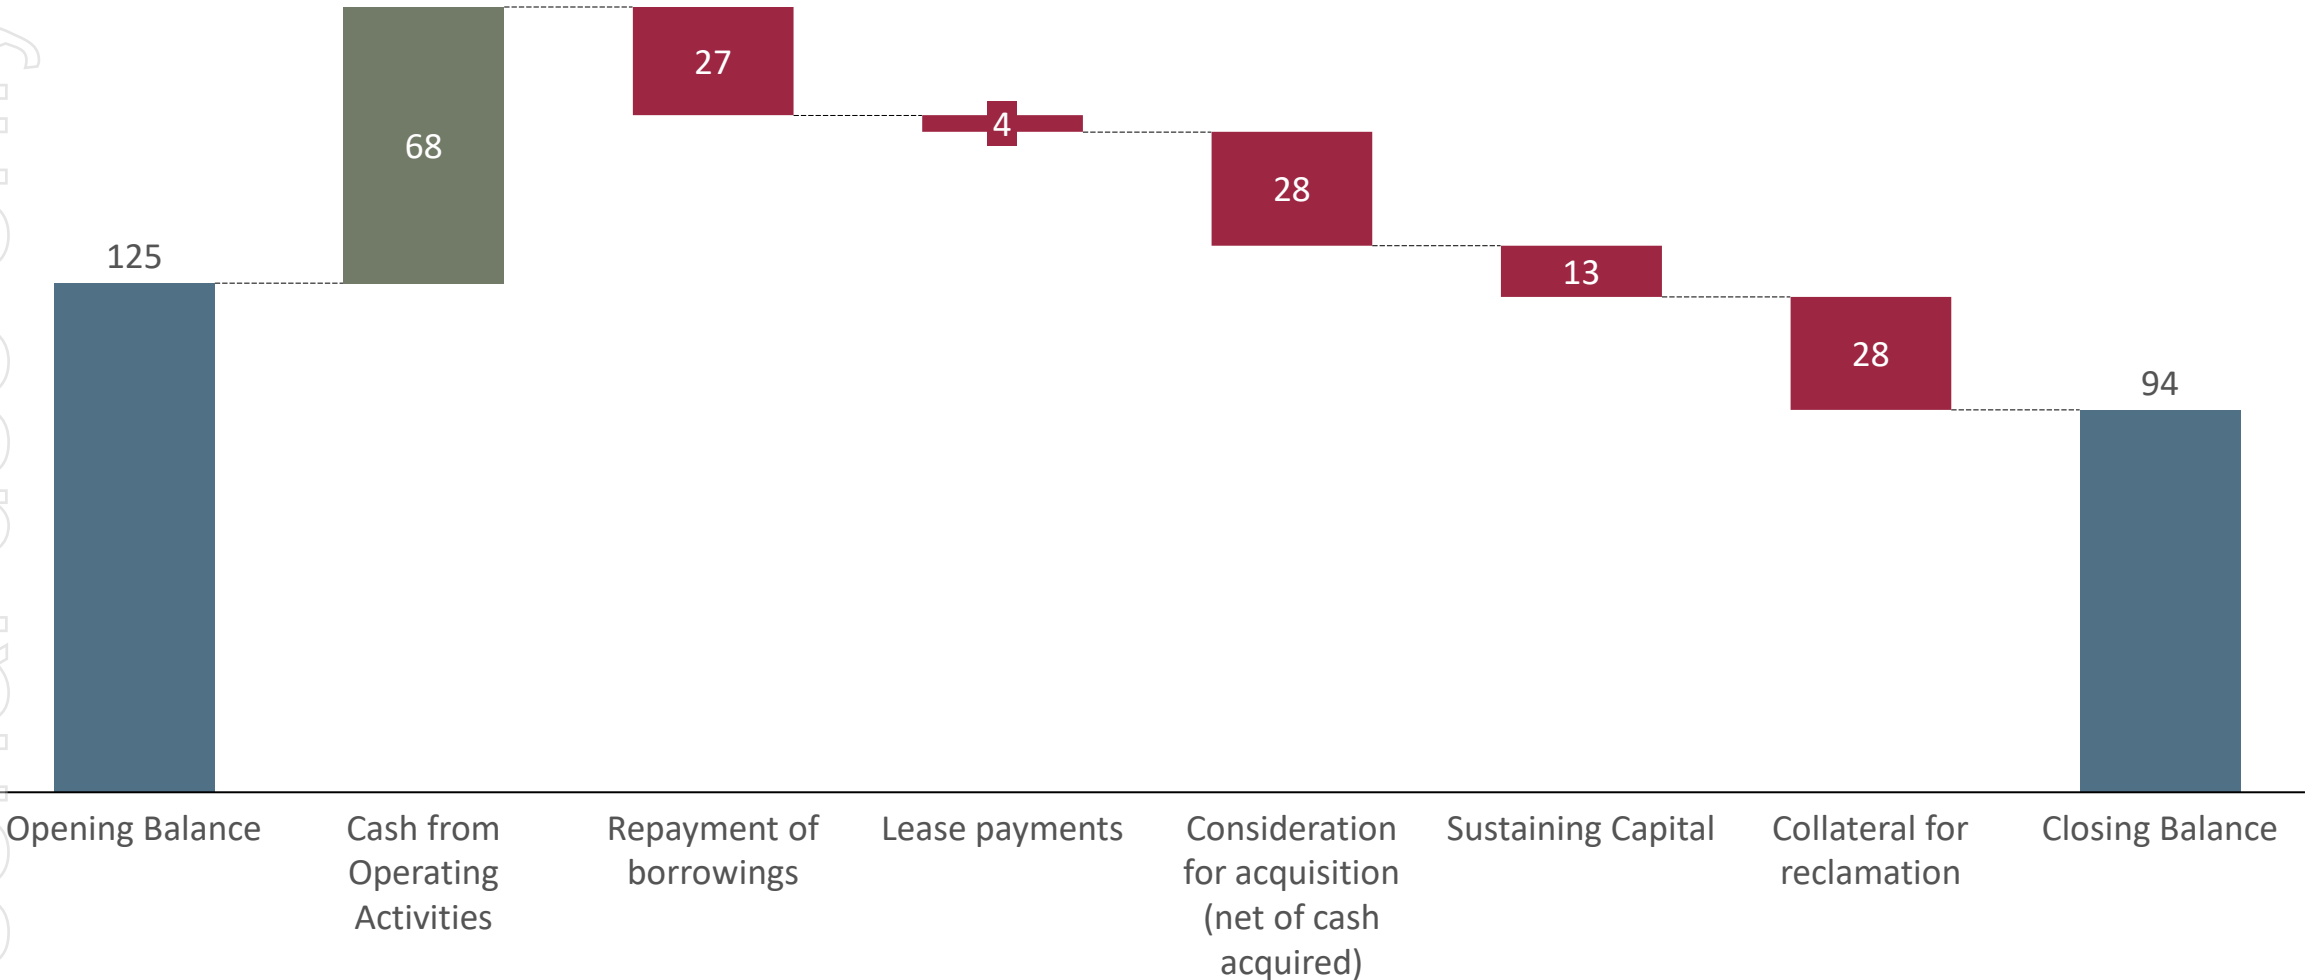 125
68
27
4
28
13
28
94
Opening Balance
Cash from
Operating
Activities
Repayment of
borrowings
Lease payments
Consideration
for acquisition
(net of cash
acquired)
Sustaining Capital
Collateral for
reclamation
Closing Balance